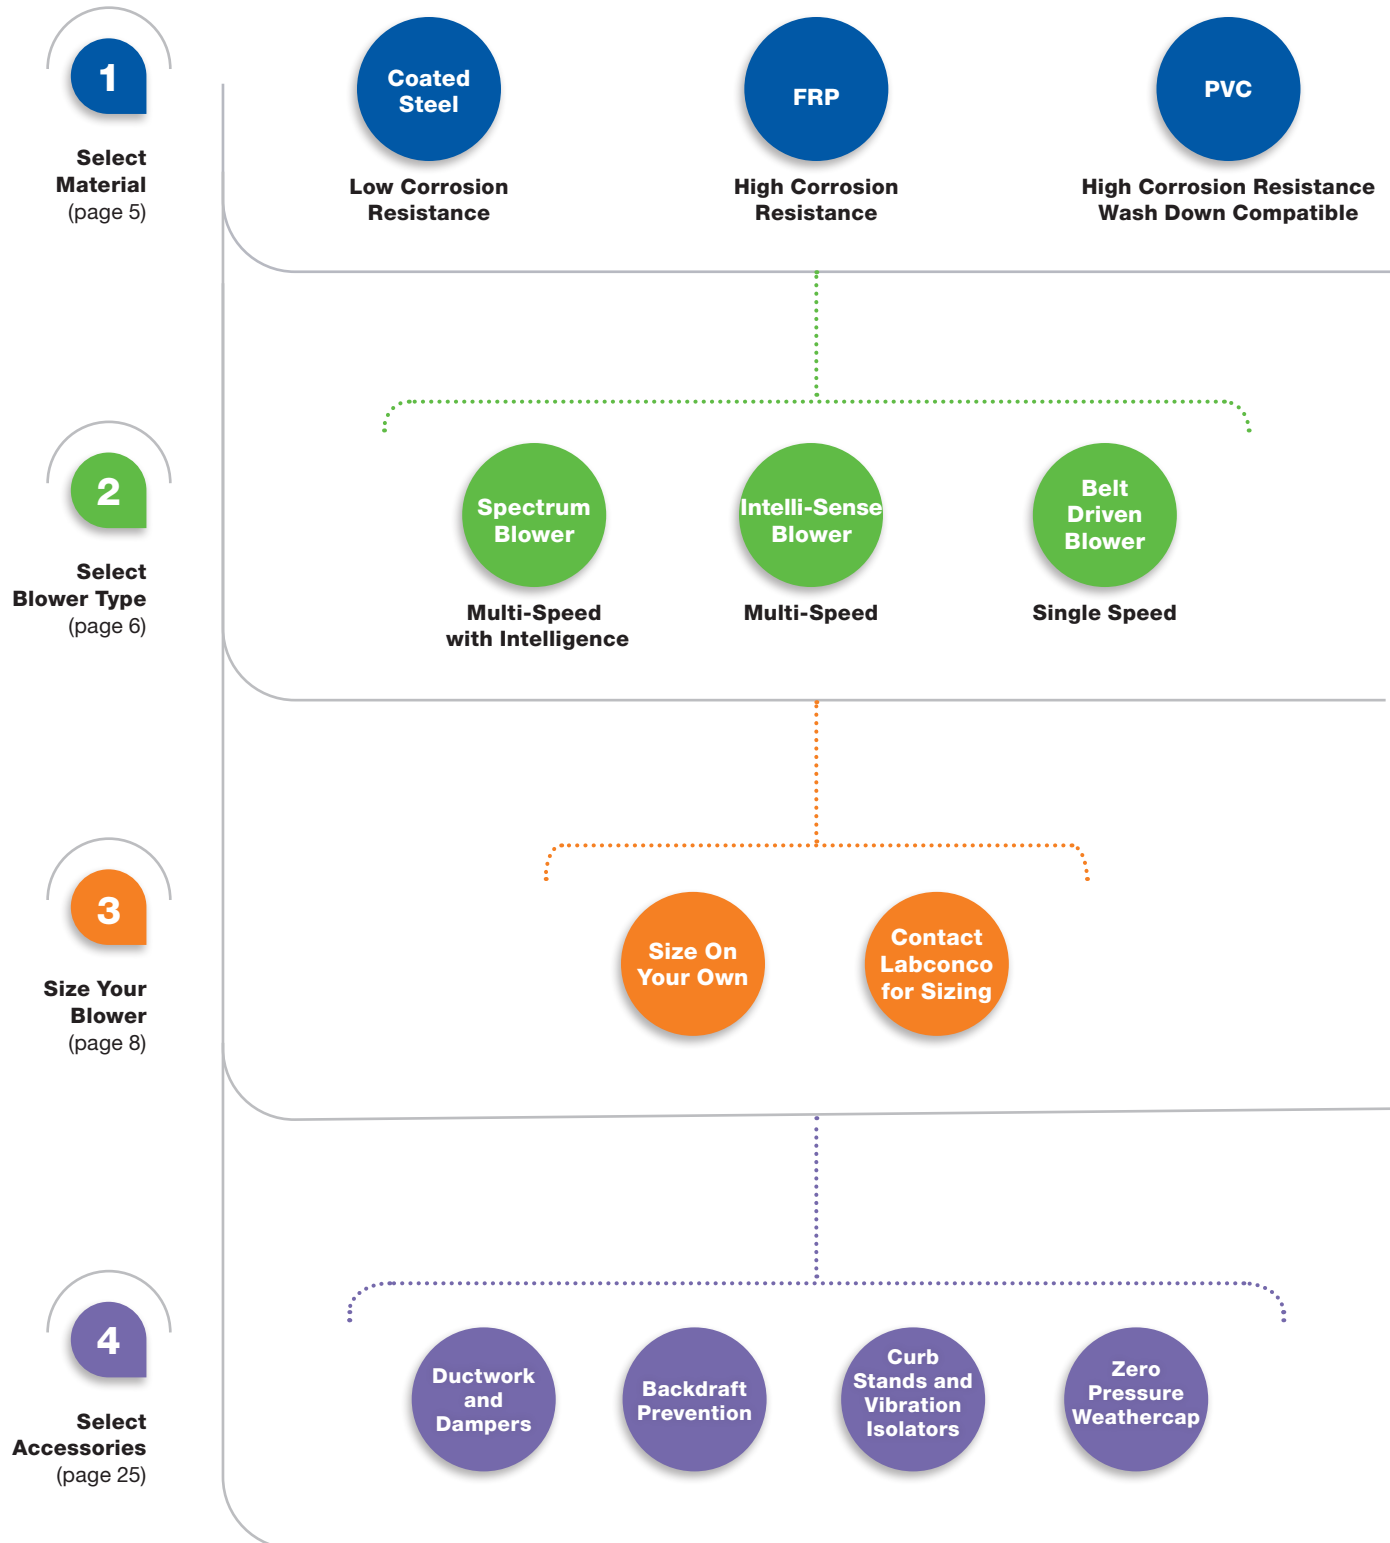 1
Select
Material
(page 5)
Coated
Steel
Low Corrosion
Resistance
FRP
High Corrosion
Resistance
PVC
High Corrosion Resistance
Wash Down Compatible
2
Select
Blower Type
(page 6)
Spectrum
Blower
Multi-Speed
with Intelligence
Intelli-Sense
Blower
Multi-Speed
Belt
Driven
Blower
Single Speed
3
Size Your
Blower
(page 8)
Size On
Your Own
Contact
Labconco
for Sizing
4
Select
Accessories
(page 25)
Ductwork
and
Dampers
Backdraft
Prevention
Curb
Stands and
Vibration
Isolators
Zero
Pressure
Weathercap